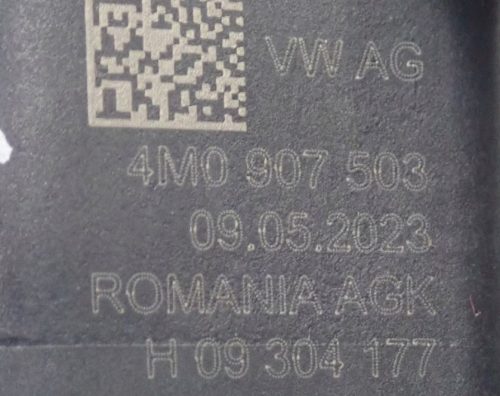 VW AG
4M0 907 503
09.05.2023
ROMANIA AGK
H 09 304 177